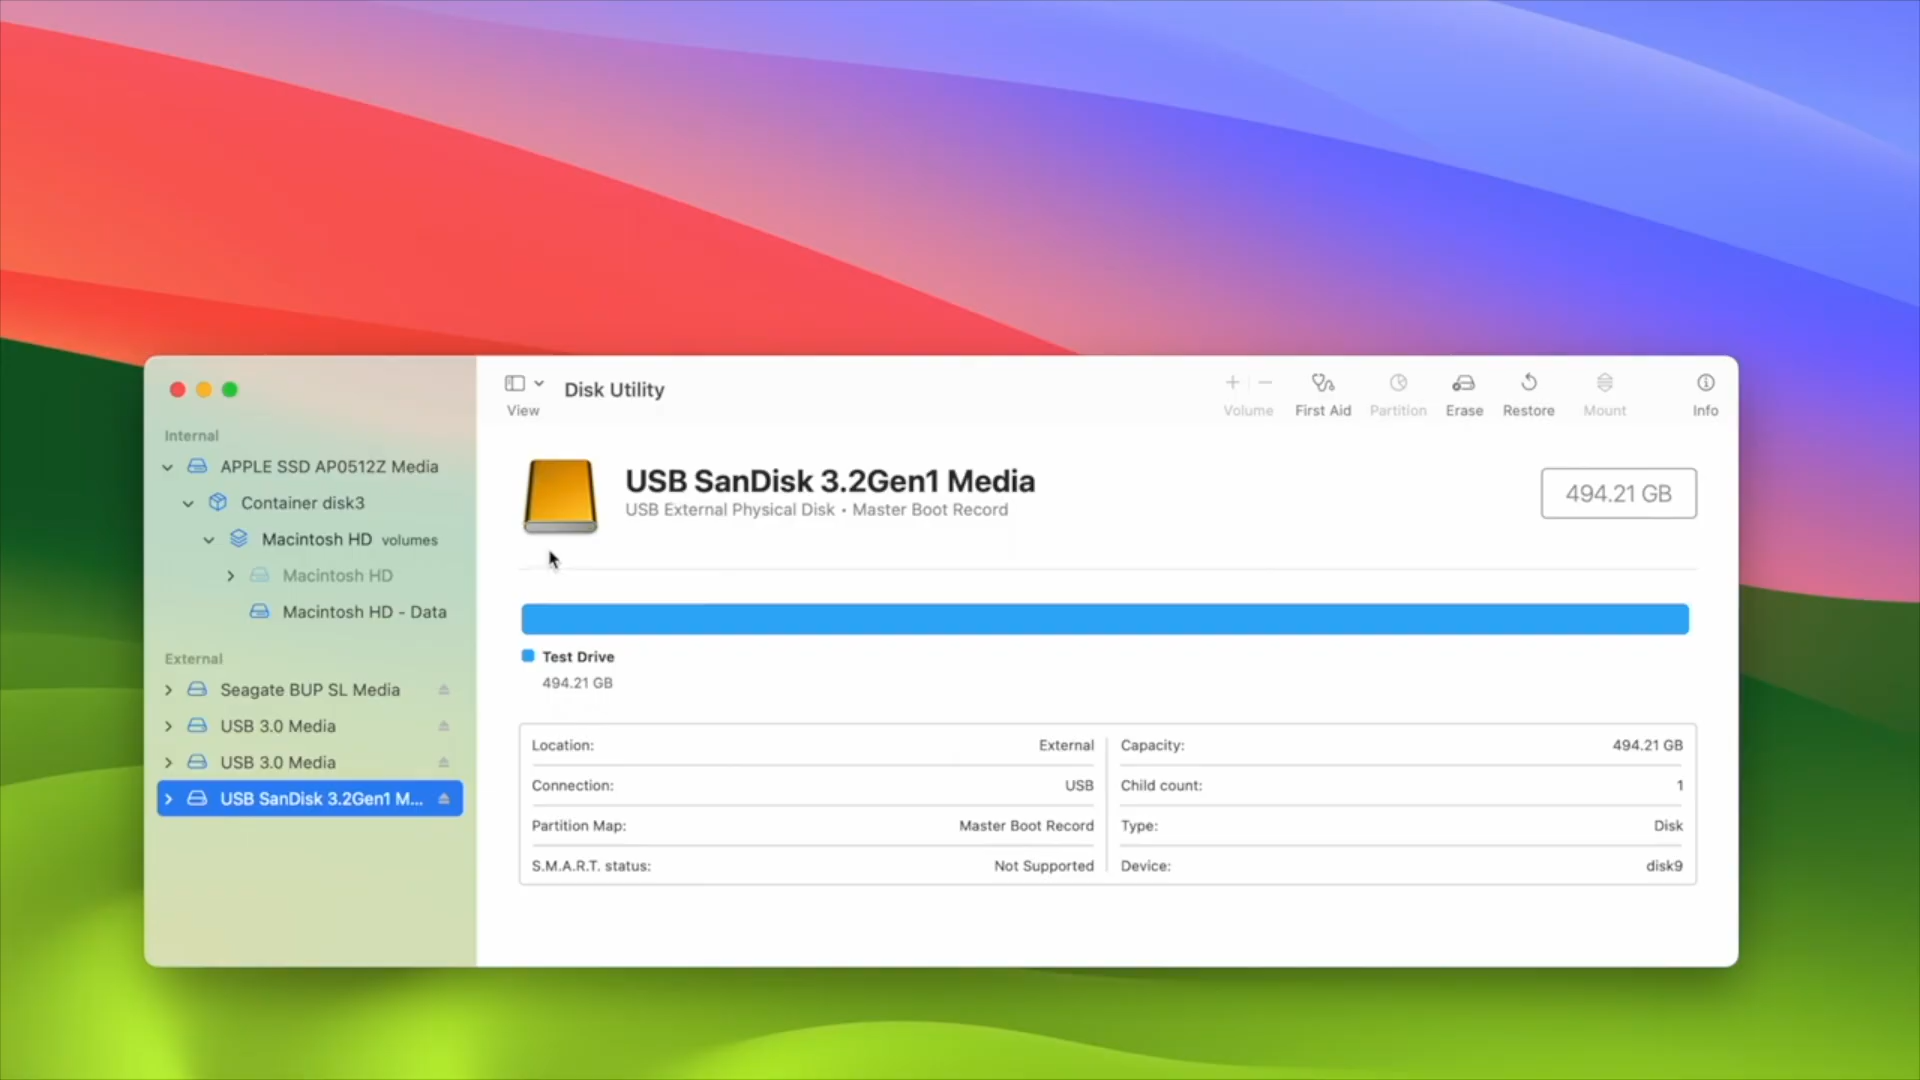 Disk Utility
View
Volume
First Aid
Partition
Erase
Restore
Mount
Info
Internal
APPLE SSD AP0512Z Media
Container disk3
Macintosh HD volumes
Macintosh HD
Macintosh HD - Data
External
Seagate BUP SL Media
USB 3.0 Media
USB 3.0 Media
USB SanDisk 3.2Gen1 M...
USB SanDisk 3.2Gen1 Media
USB External Physical Disk • Master Boot Record
494.21 GB
Test Drive
494.21 GB
Location: External
Connection: USB
Partition Map: Master Boot Record
S.M.A.R.T. status: Not Supported
Capacity: 494.21 GB
Child count: 1
Type: Disk
Device: disk9